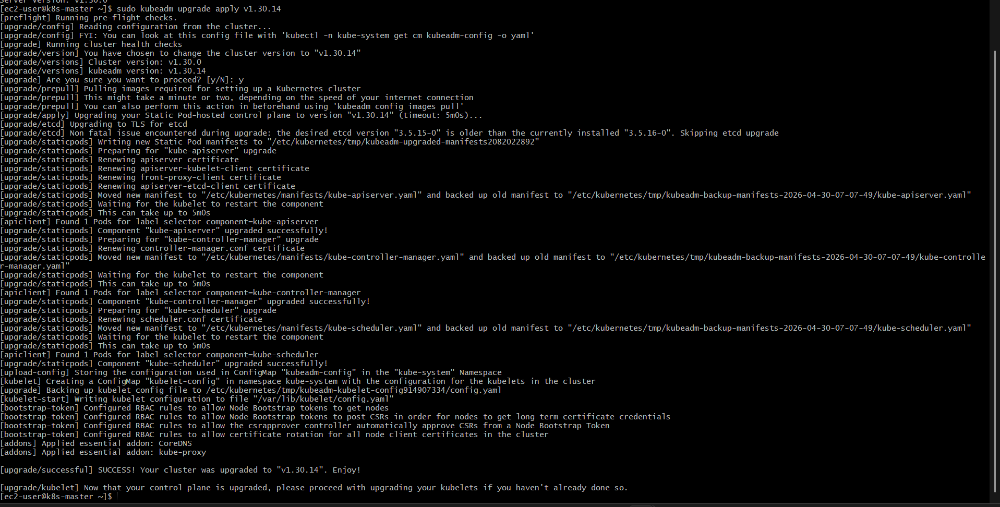 Server Version: v1.30.0
[ec2-user@k8s-master ~]$ sudo kubeadm upgrade apply v1.30.14
[preflight] Running pre-flight checks.
[upgrade/config] Reading configuration from the cluster...
[upgrade/config] FYI: You can look at this config file with 'kubectl -n kube-system get cm kubeadm-config -o yaml'
[upgrade] Running cluster health checks
[upgrade/version] You have chosen to change the cluster version to "v1.30.14"
[upgrade/versions] Cluster version: v1.30.0
[upgrade/versions] kubeadm version: v1.30.14
[upgrade] Are you sure you want to proceed? [y/N]: y
[upgrade/prepull] Pulling images required for setting up a Kubernetes cluster
[upgrade/prepull] This might take a minute or two, depending on the speed of your internet connection
[upgrade/prepull] You can also perform this action in beforehand using 'kubeadm config images pull'
[upgrade/apply] Upgrading your Static Pod-hosted control plane to version "v1.30.14" (timeout: 5m0s)...
[upgrade/etcd] Upgrading to TLS for etcd
[upgrade/etcd] Non fatal issue encountered during upgrade: the desired etcd version "3.5.15-0" is older than the currently installed "3.5.16-0". Skipping etcd upgrade
[upgrade/staticpods] Writing new Static Pod manifests to "/etc/kubernetes/tmp/kubeadm-upgraded-manifests2082022892"
[upgrade/staticpods] Preparing for "kube-apiserver" upgrade
[upgrade/staticpods] Renewing apiserver certificate
[upgrade/staticpods] Renewing apiserver-kubelet-client certificate
[upgrade/staticpods] Renewing front-proxy-client certificate
[upgrade/staticpods] Renewing apiserver-etcd-client certificate
[upgrade/staticpods] Moved new manifest to "/etc/kubernetes/manifests/kube-apiserver.yaml" and backed up old manifest to "/etc/kubernetes/tmp/kubeadm-backup-manifests-2026-04-30-07-07-49/kube-apiserver.yaml"
[upgrade/staticpods] Waiting for the kubelet to restart the component
[upgrade/staticpods] This can take up to 5m0s
[apiclient] Found 1 Pods for label selector component=kube-apiserver
[upgrade/staticpods] Component "kube-apiserver" upgraded successfully!
[upgrade/staticpods] Preparing for "kube-controller-manager" upgrade
[upgrade/staticpods] Renewing controller-manager.conf certificate
[upgrade/staticpods] Moved new manifest to "/etc/kubernetes/manifests/kube-controller-manager.yaml" and backed up old manifest to "/etc/kubernetes/tmp/kubeadm-backup-manifests-2026-04-30-07-07-49/kube-controlle
r-manager.yaml"
[upgrade/staticpods] Waiting for the kubelet to restart the component
[upgrade/staticpods] This can take up to 5m0s
[apiclient] Found 1 Pods for label selector component=kube-controller-manager
[upgrade/staticpods] Component "kube-controller-manager" upgraded successfully!
[upgrade/staticpods] Preparing for "kube-scheduler" upgrade
[upgrade/staticpods] Renewing scheduler.conf certificate
[upgrade/staticpods] Moved new manifest to "/etc/kubernetes/manifests/kube-scheduler.yaml" and backed up old manifest to "/etc/kubernetes/tmp/kubeadm-backup-manifests-2026-04-30-07-07-49/kube-scheduler.yaml"
[upgrade/staticpods] Waiting for the kubelet to restart the component
[upgrade/staticpods] This can take up to 5m0s
[apiclient] Found 1 Pods for label selector component=kube-scheduler
[upgrade/staticpods] Component "kube-scheduler" upgraded successfully!
[upload-config] Storing the configuration used in ConfigMap "kubeadm-config" in the "kube-system" Namespace
[kubelet] Creating a ConfigMap "kubelet-config" in namespace kube-system with the configuration for the kubelets in the cluster
[upgrade] Backing up kubelet config file to /etc/kubernetes/tmp/kubeadm-kubelet-config914907334/config.yaml
[kubelet-start] Writing kubelet configuration to file "/var/lib/kubelet/config.yaml"
[bootstrap-token] Configured RBAC rules to allow Node Bootstrap tokens to get nodes
[bootstrap-token] Configured RBAC rules to allow Node Bootstrap tokens to post CSRs in order for nodes to get long term certificate credentials
[bootstrap-token] Configured RBAC rules to allow the csrapprover controller automatically approve CSRs from a Node Bootstrap Token
[bootstrap-token] Configured RBAC rules to allow certificate rotation for all node client certificates in the cluster
[addons] Applied essential addon: CoreDNS
[addons] Applied essential addon: kube-proxy
[upgrade/successful] SUCCESS! Your cluster was upgraded to "v1.30.14". Enjoy!
[upgrade/kubelet] Now that your control plane is upgraded, please proceed with upgrading your kubelets if you haven't already done so.
[ec2-user@k8s-master ~]$